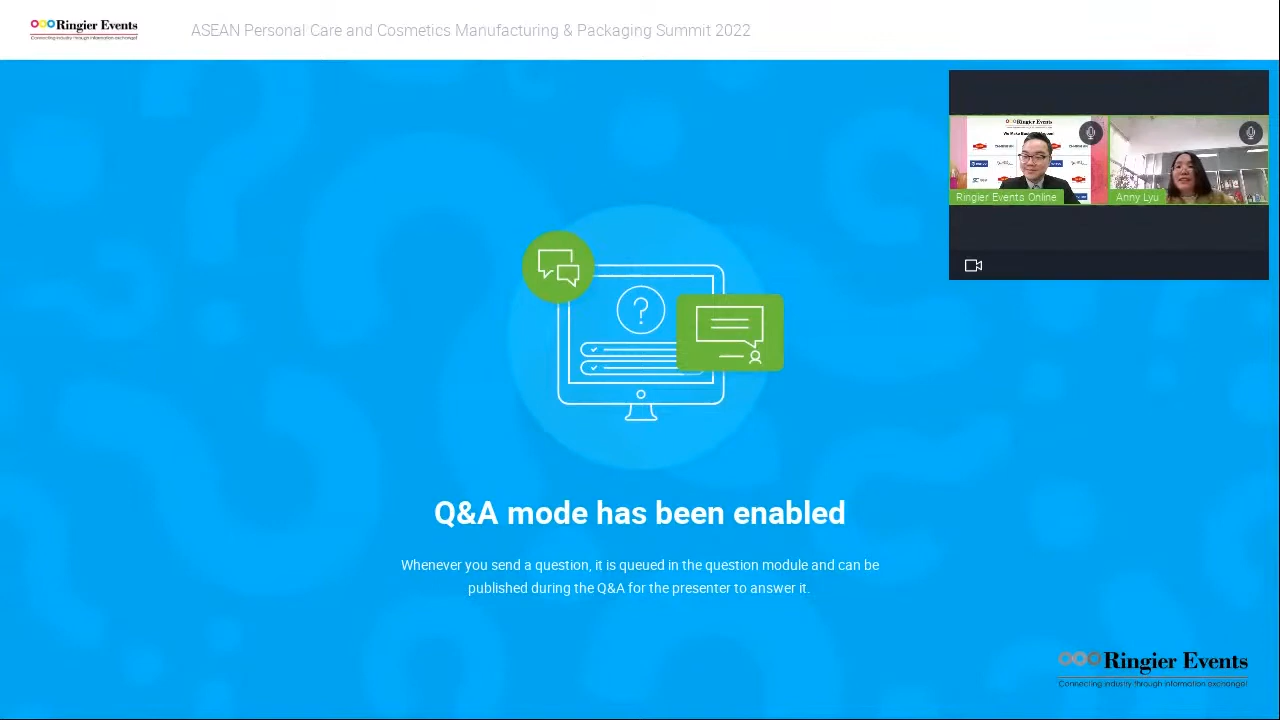 Ringier Events
Connecting industry through information exchange!
ASEAN Personal Care and Cosmetics Manufacturing & Packaging Summit 2022
Ringier Events
Ringier Events Online
Anny Lyu
Q&A mode has been enabled
Whenever you send a question, it is queued in the question module and can be
published during the Q&A for the presenter to answer it.
Ringier Events
Connecting industry through information exchange!